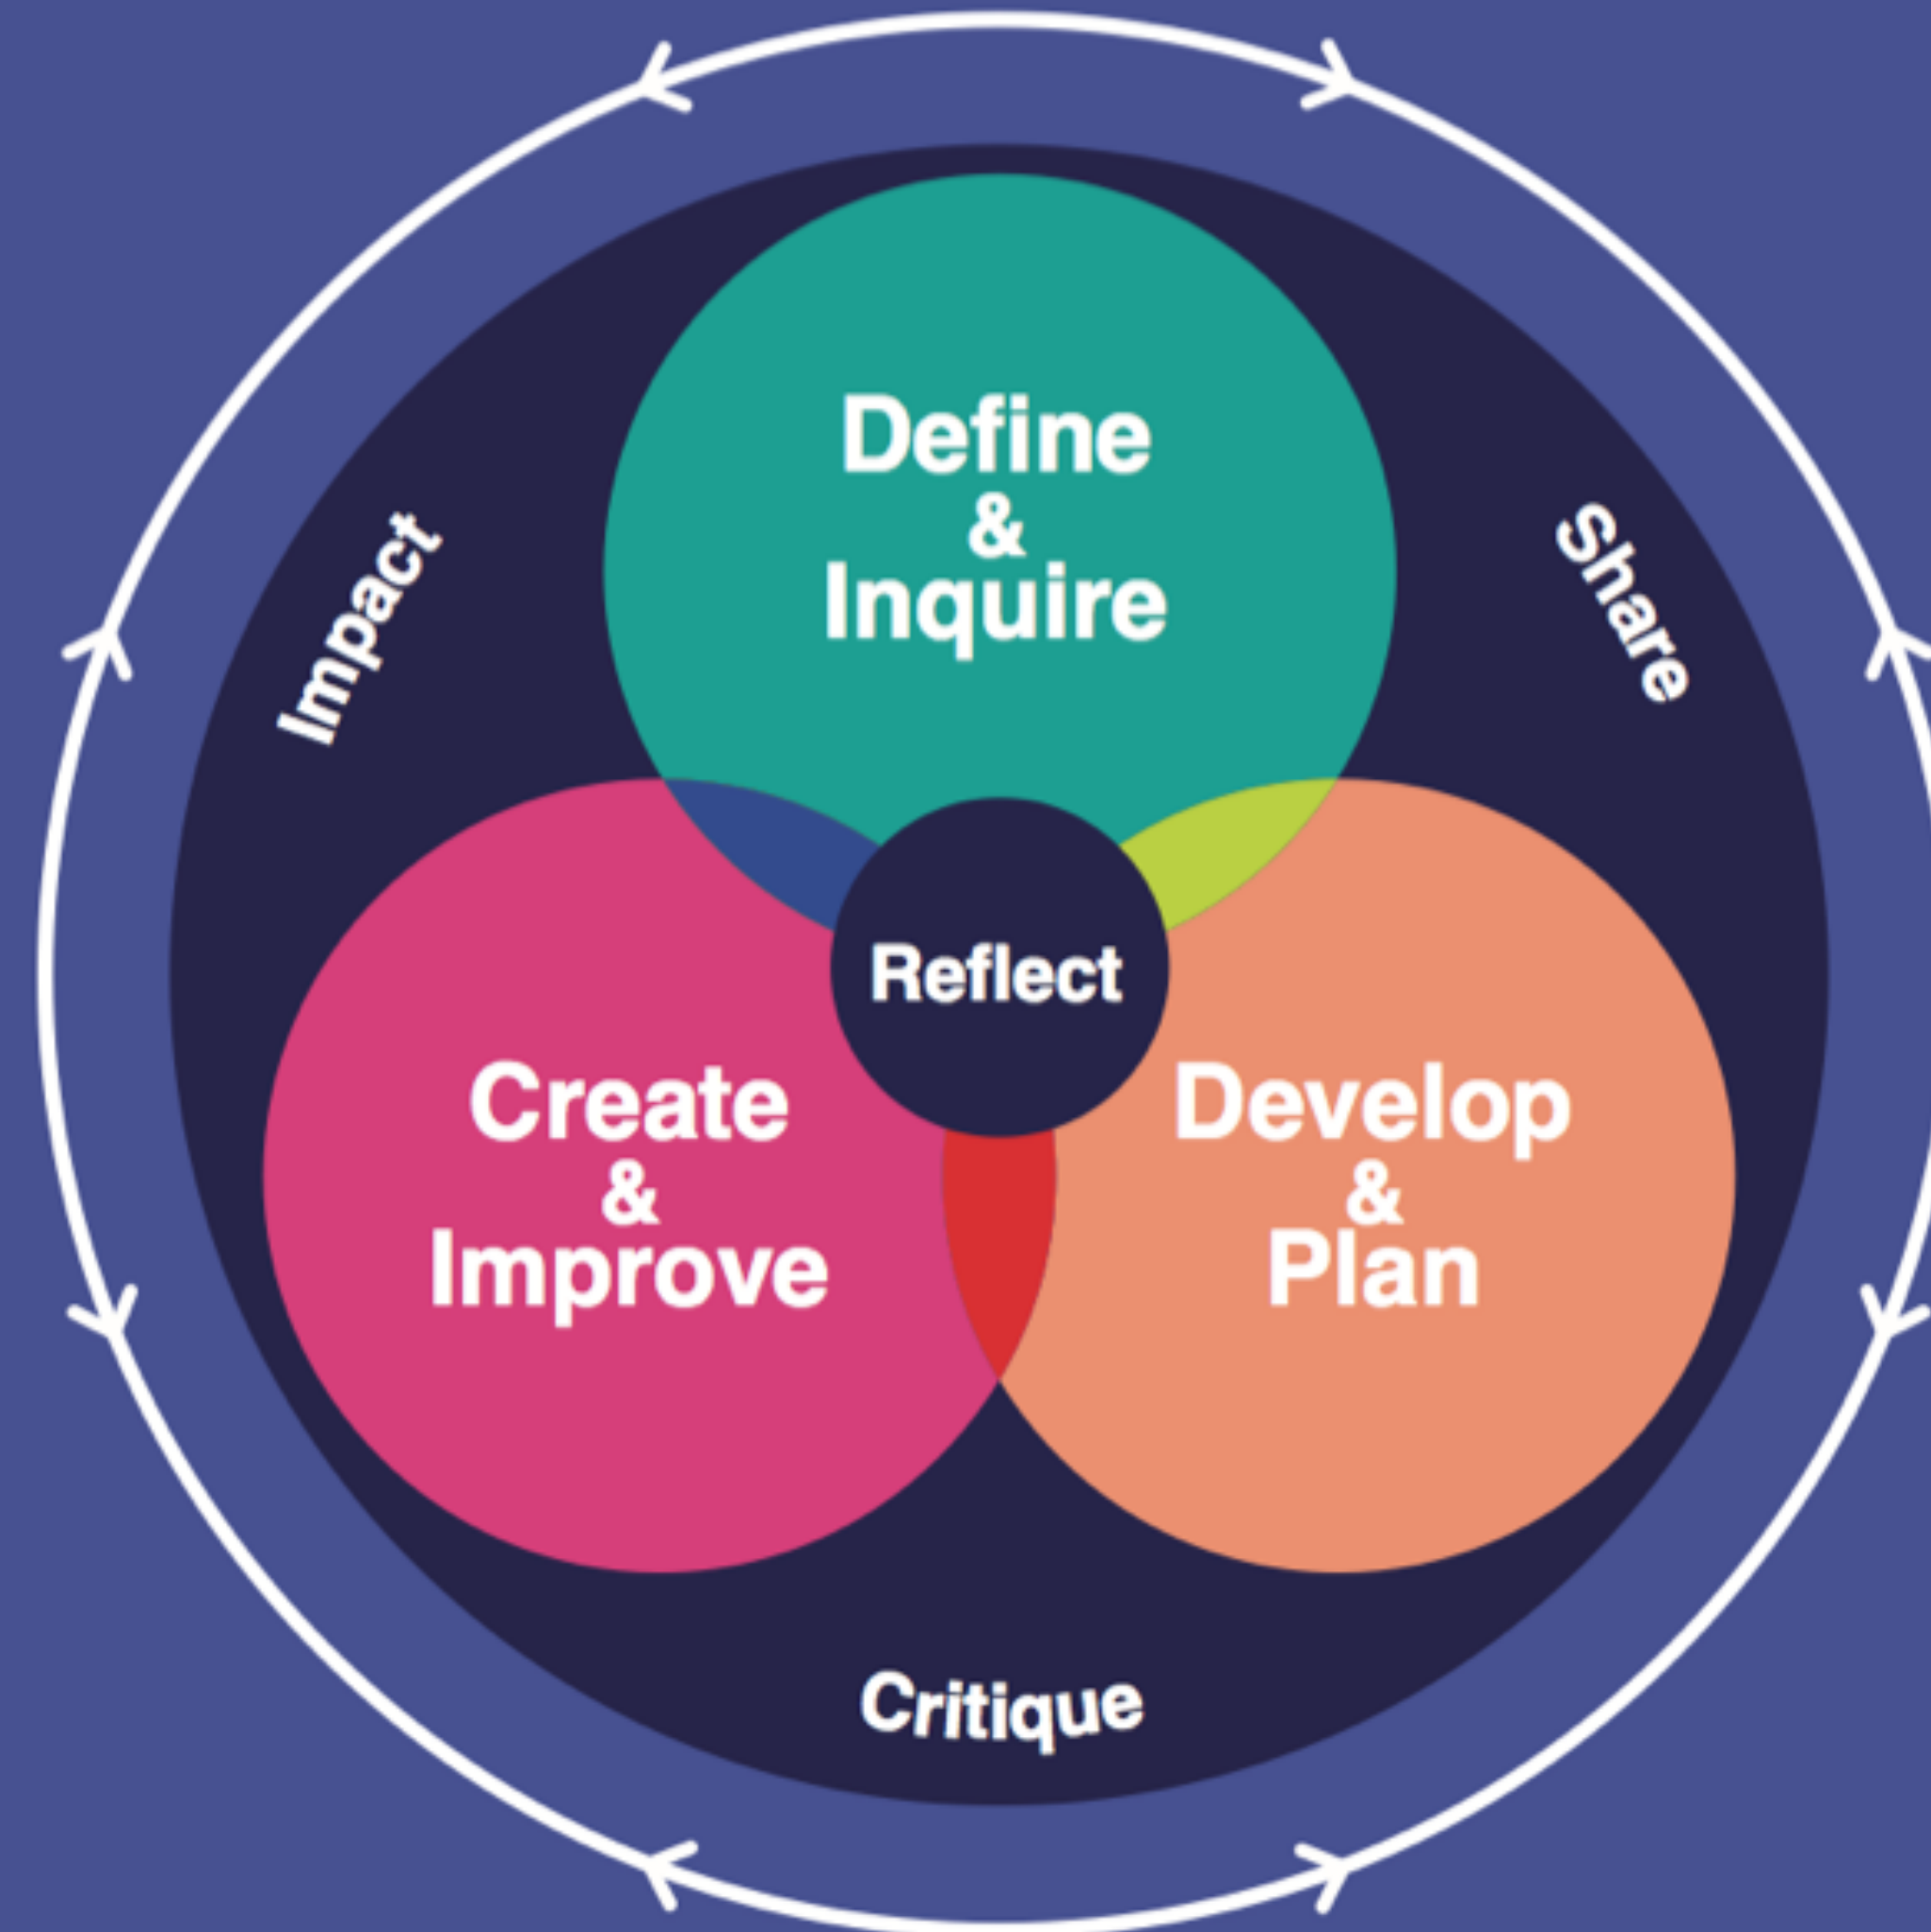 Define
&
Inquire
Impact
Share
Reflect
Create
&
Improve
Develop
&
Plan
Critique